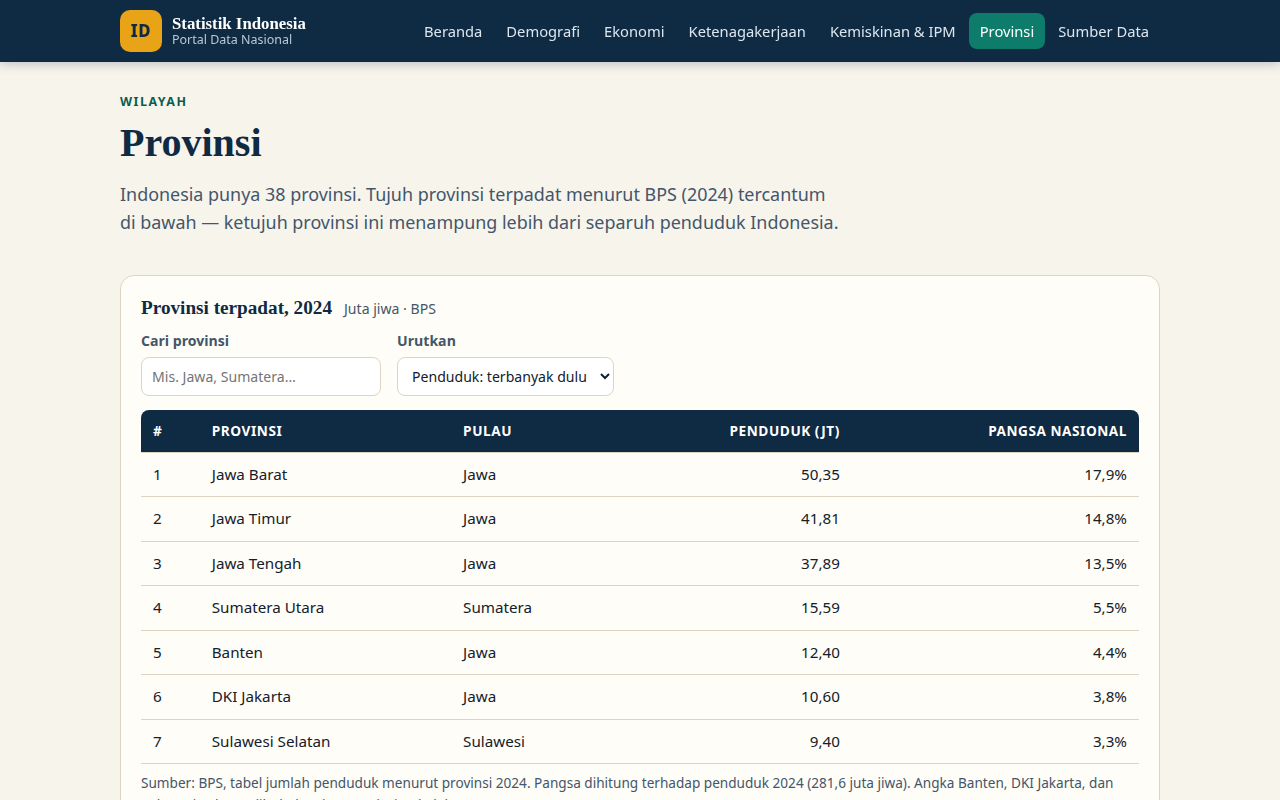 ID
Statistik Indonesia
Portal Data Nasional
Beranda Demografi Ekonomi Ketenagakerjaan Kemiskinan & IPM Provinsi Sumber Data
WILAYAH
Provinsi
Indonesia punya 38 provinsi. Tujuh provinsi terpadat menurut BPS (2024) tercantum
di bawah — ketujuh provinsi ini menampung lebih dari separuh penduduk Indonesia.
Provinsi terpadat, 2024 Juta jiwa · BPS
Cari provinsi Urutkan
Mis. Jawa, Sumatera... Penduduk: terbanyak dulu
# PROVINSI PULAU PENDUDUK (JT) PANGSA NASIONAL
1 Jawa Barat Jawa 50,35 17,9%
2 Jawa Timur Jawa 41,81 14,8%
3 Jawa Tengah Jawa 37,89 13,5%
4 Sumatera Utara Sumatera 15,59 5,5%
5 Banten Jawa 12,40 4,4%
6 DKI Jakarta Jawa 10,60 3,8%
7 Sulawesi Selatan Sulawesi 9,40 3,3%
Sumber: BPS, tabel jumlah penduduk menurut provinsi 2024. Pangsa dihitung terhadap penduduk 2024 (281,6 juta jiwa). Angka Banten, DKI Jakarta, dan